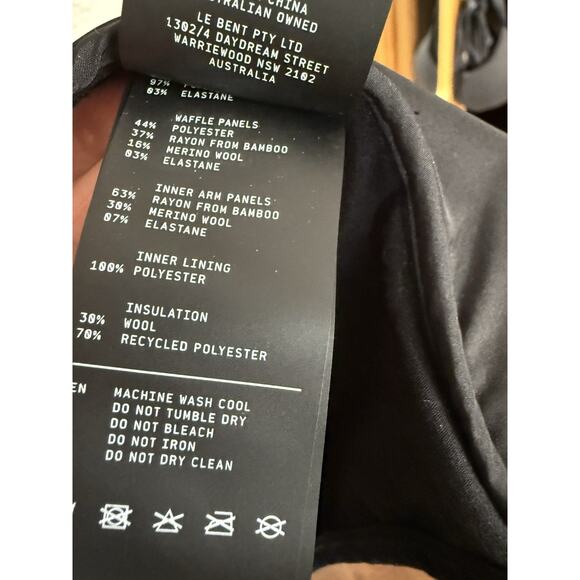 CHINA
AUSTRALIAN OWNED
LE BENT PTY LTD
1302/4 DAYDREAM STREET
WARRIEWOOD NSW 2102
AUSTRALIA
97%
03% ELASTANE
WAFFLE PANELS
44% POLYESTER
37% RAYON FROM BAMBOO
16% MERINO WOOL
03% ELASTANE
INNER ARM PANELS
63% RAYON FROM BAMBOO
30% MERINO WOOL
07% ELASTANE
INNER LINING
100% POLYESTER
INSULATION
30% WOOL
70% RECYCLED POLYESTER
EN MACHINE WASH COOL
DO NOT TUMBLE DRY
DO NOT BLEACH
DO NOT IRON
DO NOT DRY CLEAN